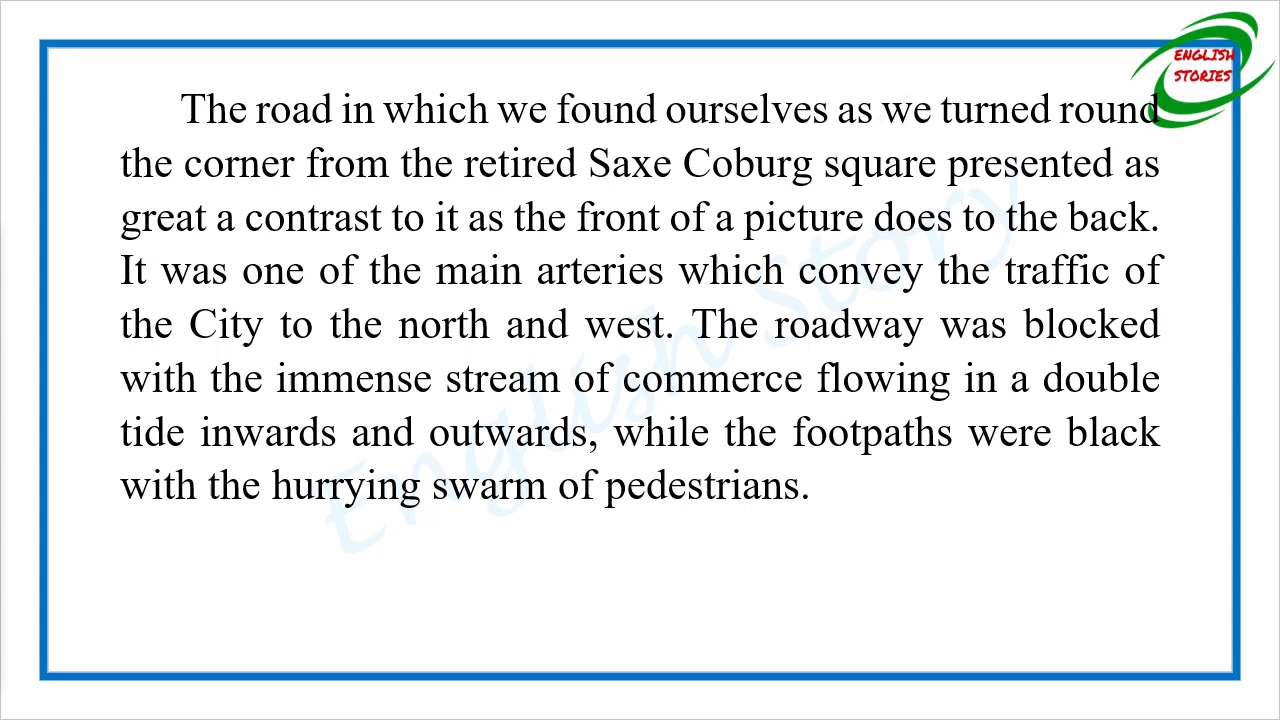 ENGLISH
STORIES
The road in which we found ourselves as we turned round
the corner from the retired Saxe Coburg square presented as
great a contrast to it as the front of a picture does to the back.
It was one of the main arteries which convey the traffic of
the City to the north and west. The roadway was blocked
with the immense stream of commerce flowing in a double
tide inwards and outwards, while the footpaths were black
with the hurrying swarm of pedestrians.
English Story